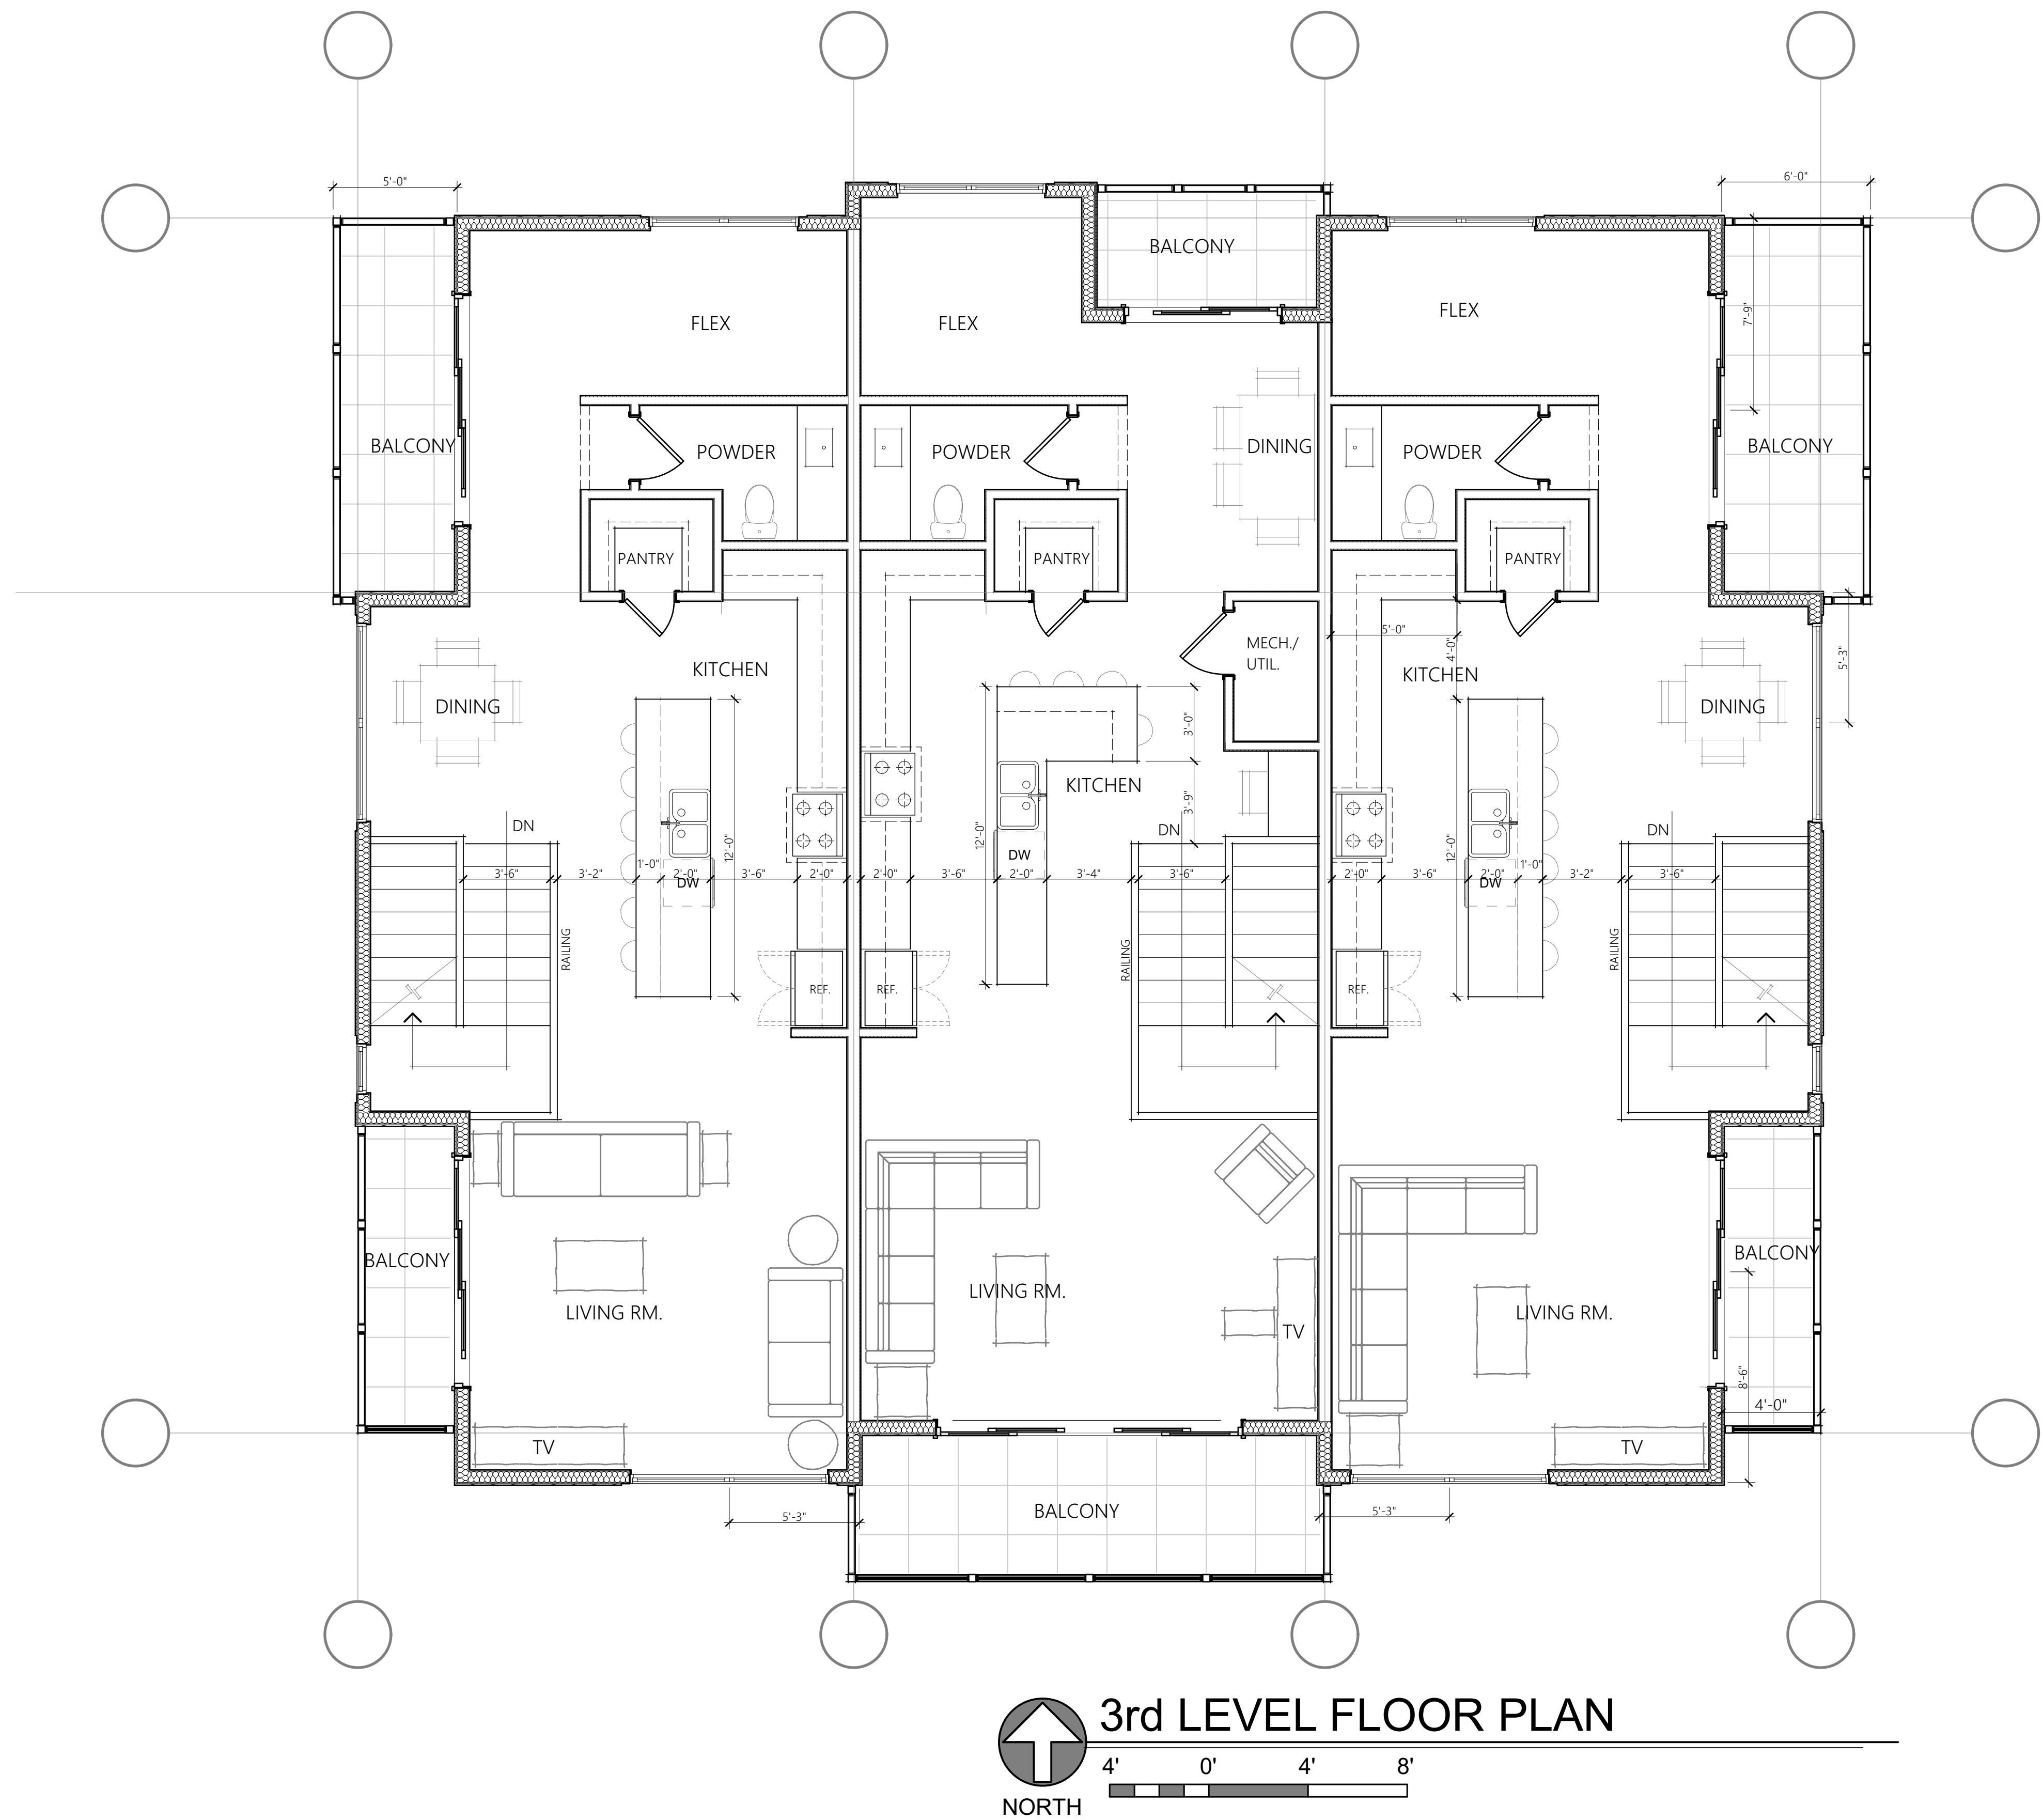 5'-0"
6'-0"
BALCONY
FLEX
FLEX
FLEX
7'-9"
BALCONY
POWDER
POWDER
DINING
POWDER
BALCONY
PANTRY
PANTRY
PANTRY
5'-0"
4'-0"
MECH./
UTIL.
5'-3"
KITCHEN
KITCHEN
DINING
DINING
3'-0"
KITCHEN
3'-9"
DN
DN
DN
12'-0"
12'-0"
12'-0"
DW
3'-6"
3'-2"
1'-0"
2'-0"
3'-6"
2'-0"
2'-0"
3'-6"
2'-0"
3'-4"
3'-6"
2'-0"
3'-6"
2'-0"
1'-0"
3'-2"
3'-6"
DW
DW
RAILING
RAILING
RAILING
REF.
REF.
REF.
BALCONY
BALCONY
LIVING RM.
LIVING RM.
LIVING RM.
TV
8'-6"
4'-0"
TV
TV
BALCONY
5'-3"
5'-3"
3rd LEVEL FLOOR PLAN
4' 0' 4' 8'
NORTH